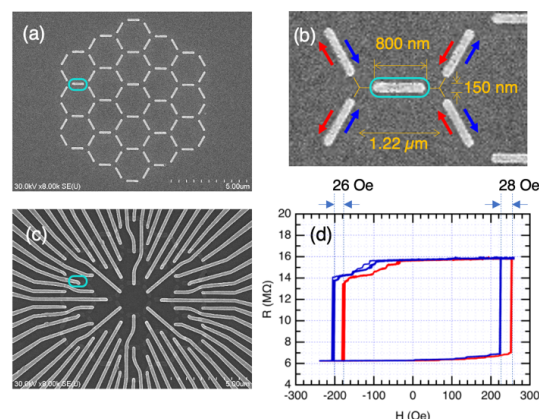 (a)
30.0kV x8.00k SE(U)
5.00um
(b)
800 nm
150 nm
1.22 µm
(c)
30.0kV x8.00k SE(U)
5.00um
26 Oe
28 Oe
(d)
R (MΩ)
18
16
14
12
10
8
6
4
-300 -200 -100 0 100 200 300
H (Oe)